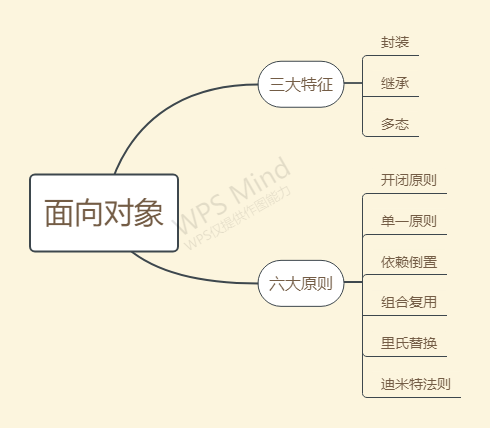 面向对象
三大特征
封装
继承
多态
六大原则
开闭原则
单一原则
依赖倒置
组合复用
里氏替换
迪米特法则
WPS Mind
WPS仅提供作图能力